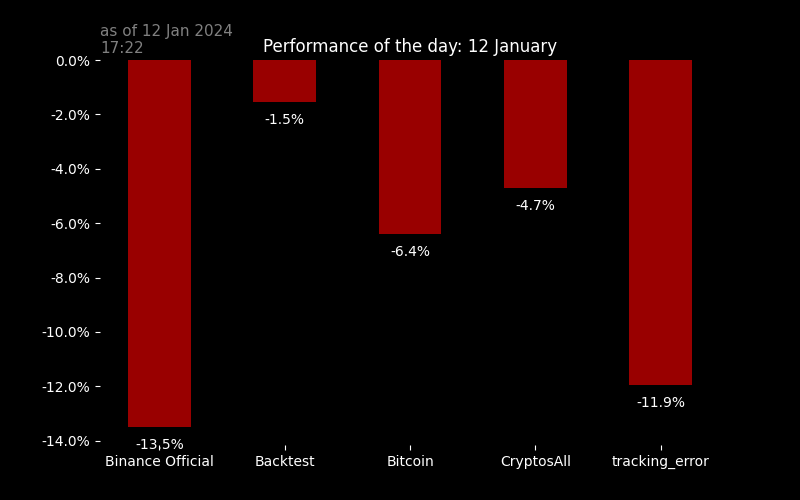 as of 12 Jan 2024
17:22
Performance of the day: 12 January
0.0%
-2.0%
-4.0%
-6.0%
-8.0%
-10.0%
-12.0%
-14.0%
-13.5%
-1.5%
-6.4%
-4.7%
-11.9%
Binance Official
Backtest
Bitcoin
CryptosAll
tracking_error